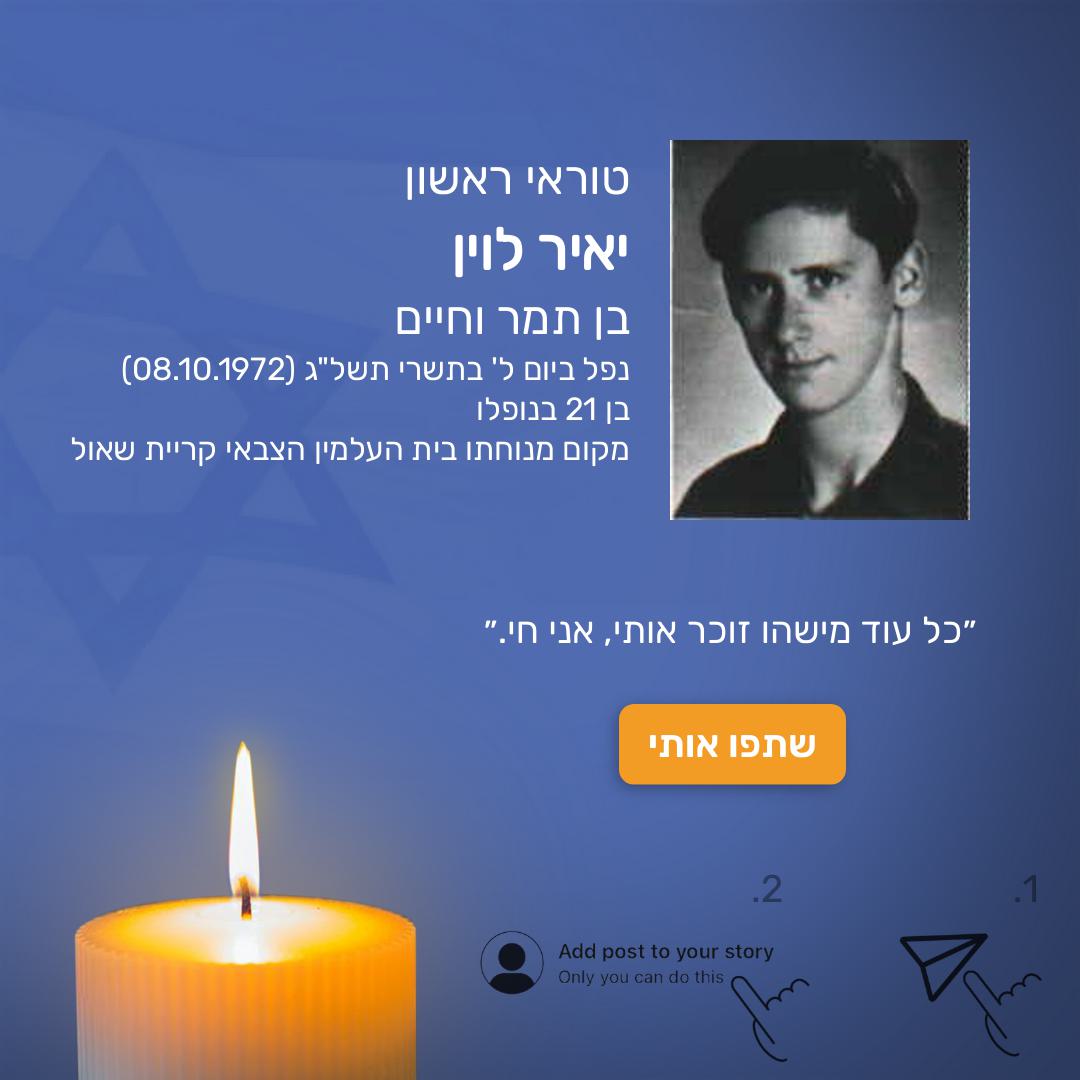 טוראי ראשון
יאיר לוין
בן תמר וחיים
נפל ביום ל' בתשרי תשל"ג (08.10.1972)
בן 21 בנופלו
מקום מנוחתו בית העלמין הצבאי קריית שאול
״כל עוד מישהו זוכר אותי, אני חי.״
שתפו אותי
.1
.2
Add post to your story
Only you can do this